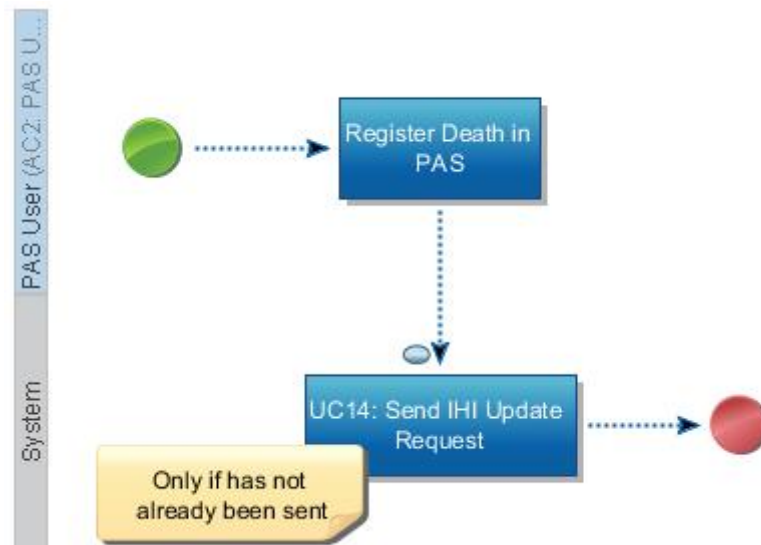 PAS User (AC2: PAS U...
Register Death in
PAS
System
UC14: Send IHI Update
Request
Only if has not
already been sent